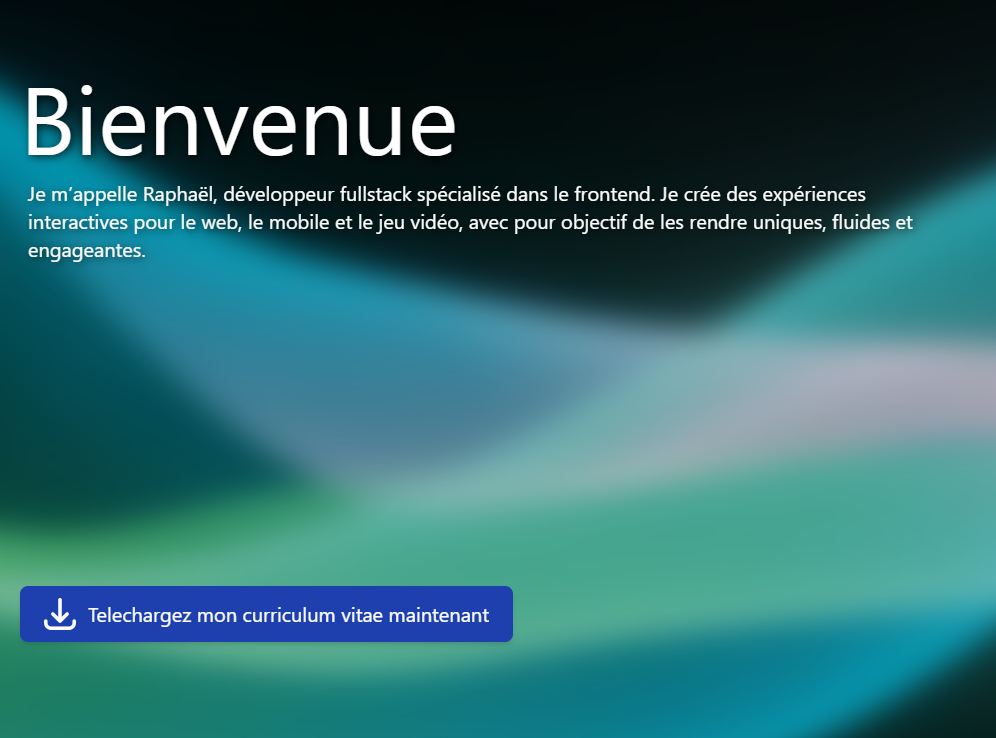 Bienvenue
Je m’appelle Raphaël, développeur fullstack spécialisé dans le frontend. Je crée des expériences
interactives pour le web, le mobile et le jeu vidéo, avec pour objectif de les rendre uniques, fluides et
engageantes.
Telechargez mon curriculum vitae maintenant